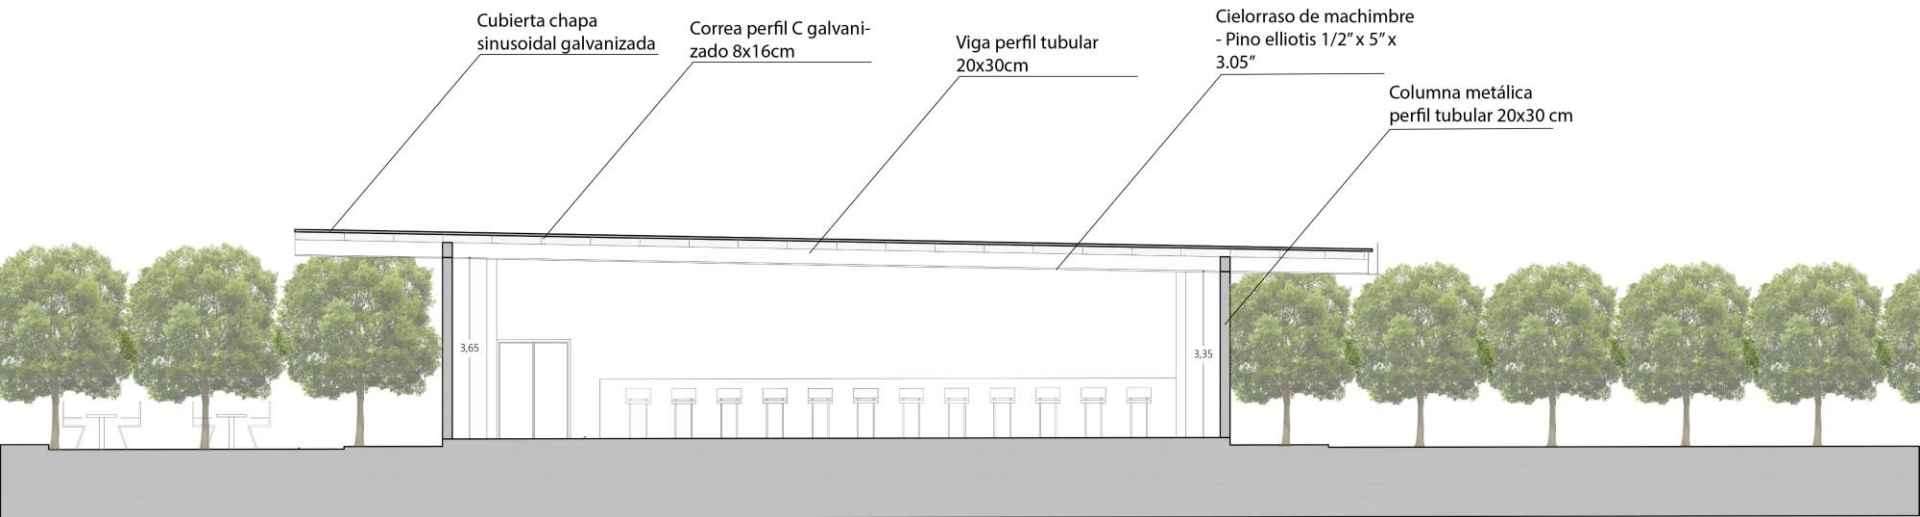 Cubierta chapa
sinusoidal galvanizada
Correa perfil C galvani-
zado 8x16cm
Viga perfil tubular
20x30cm
Cielorraso de machimbre
- Pino elliotis 1/2” x 5” x
3.05”
Columna metálica
perfil tubular 20x30 cm
3,65
3,35